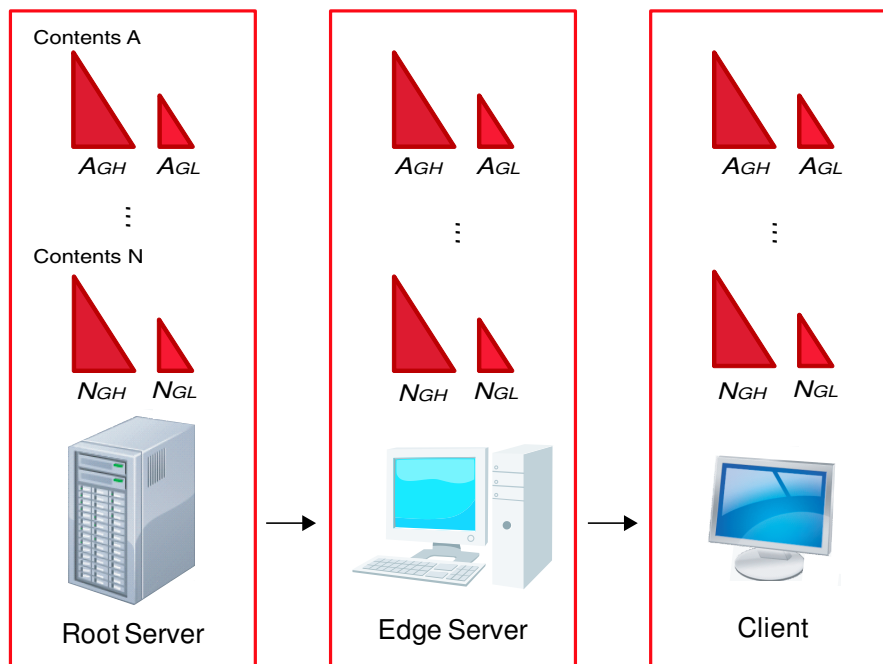 Contents A
AGH AGL
AGH AGL
AGH AGL
...
...
...
Contents N
NGH NGL
NGH NGL
NGH NGL
Root Server
Edge Server
Client